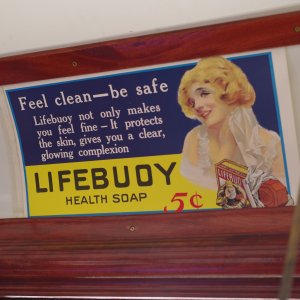 Feel clean—be safe
Lifebuoy not only makes
you feel fine — It protects
the skin, gives you a clear,
glowing complexion
LIFEBUOY
HEALTH SOAP
5¢
LIFEBUOY